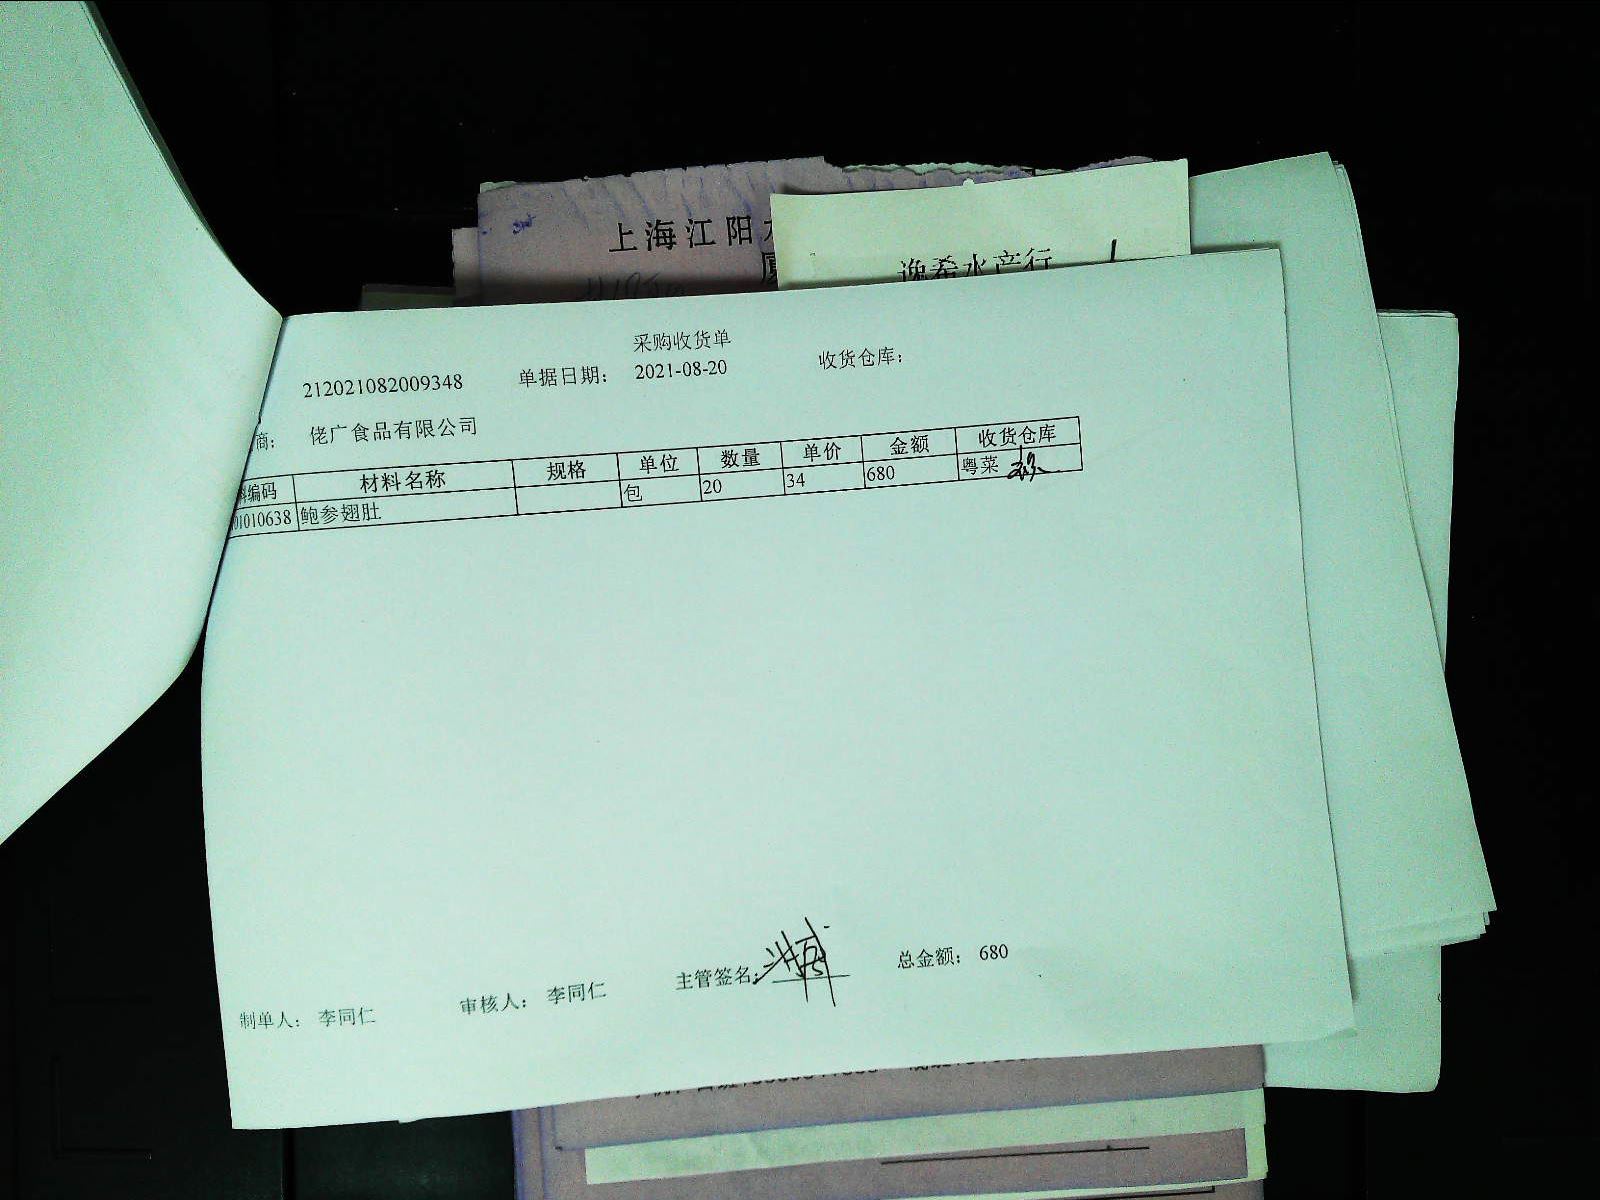 上海江阳
逸希水产行
采购收货单
212021082009348 单据日期： 2021-08-20 收货仓库：
商： 佬广食品有限公司
料编码 材料名称 规格 单位 数量 单价 金额 收货仓库
01010638 鲍参翅肚 包 20 34 680 粤菜
制单人： 李同仁 审核人： 李同仁 主管签名： 总金额： 680